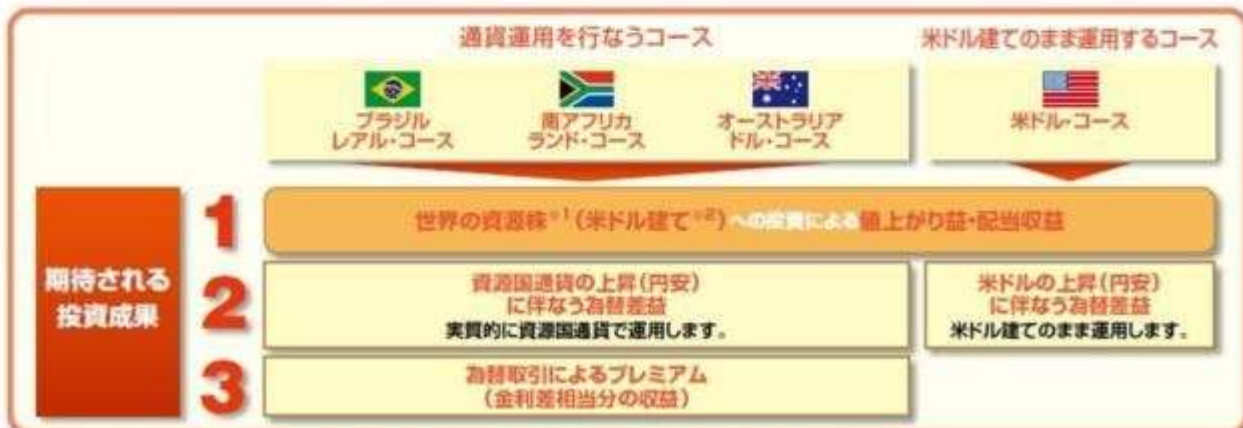 通貨運用を行なうコース
米ドル建てのまま運用するコース
ブラジル
レアル・コース
南アフリカ
ランド・コース
オーストラリア
ドル・コース
米ドル・コース
期待される
投資成果
1
世界の資源株※1(米ドル建て※2)への投資による値上がり益・配当収益
2
資源国通貨の上昇(円安)
に伴なう為替差益
実質的に資源国通貨で運用します。
米ドルの上昇(円安)
に伴なう為替差益
米ドル建てのまま運用します。
3
為替取引によるプレミアム
(金利差相当分の収益)